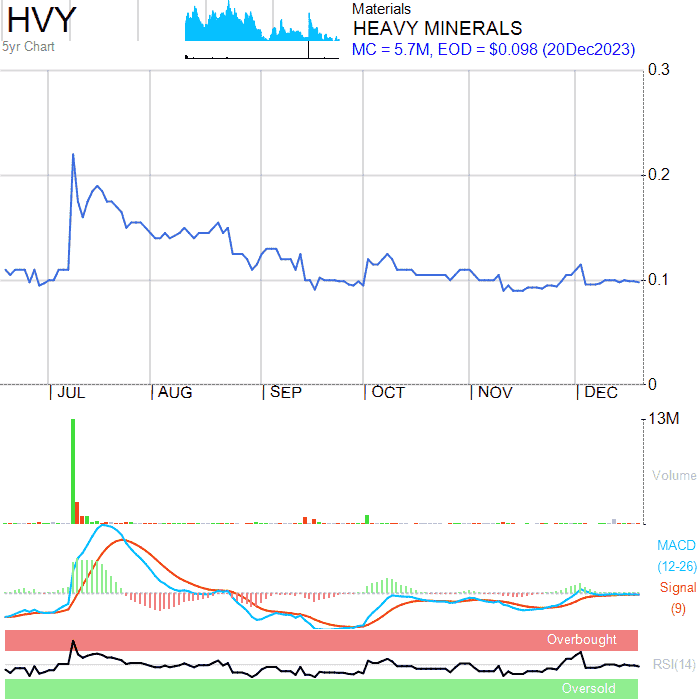 HVY
5yr Chart
Materials
HEAVY MINERALS
MC = 5.7M, EOD = $0.098 (20Dec2023)
0.3
0.2
0.1
0
JUL AUG SEP OCT NOV DEC
13M
Volume
MACD
(12-26)
Signal
(9)
Overbought
RSI(14)
Oversold